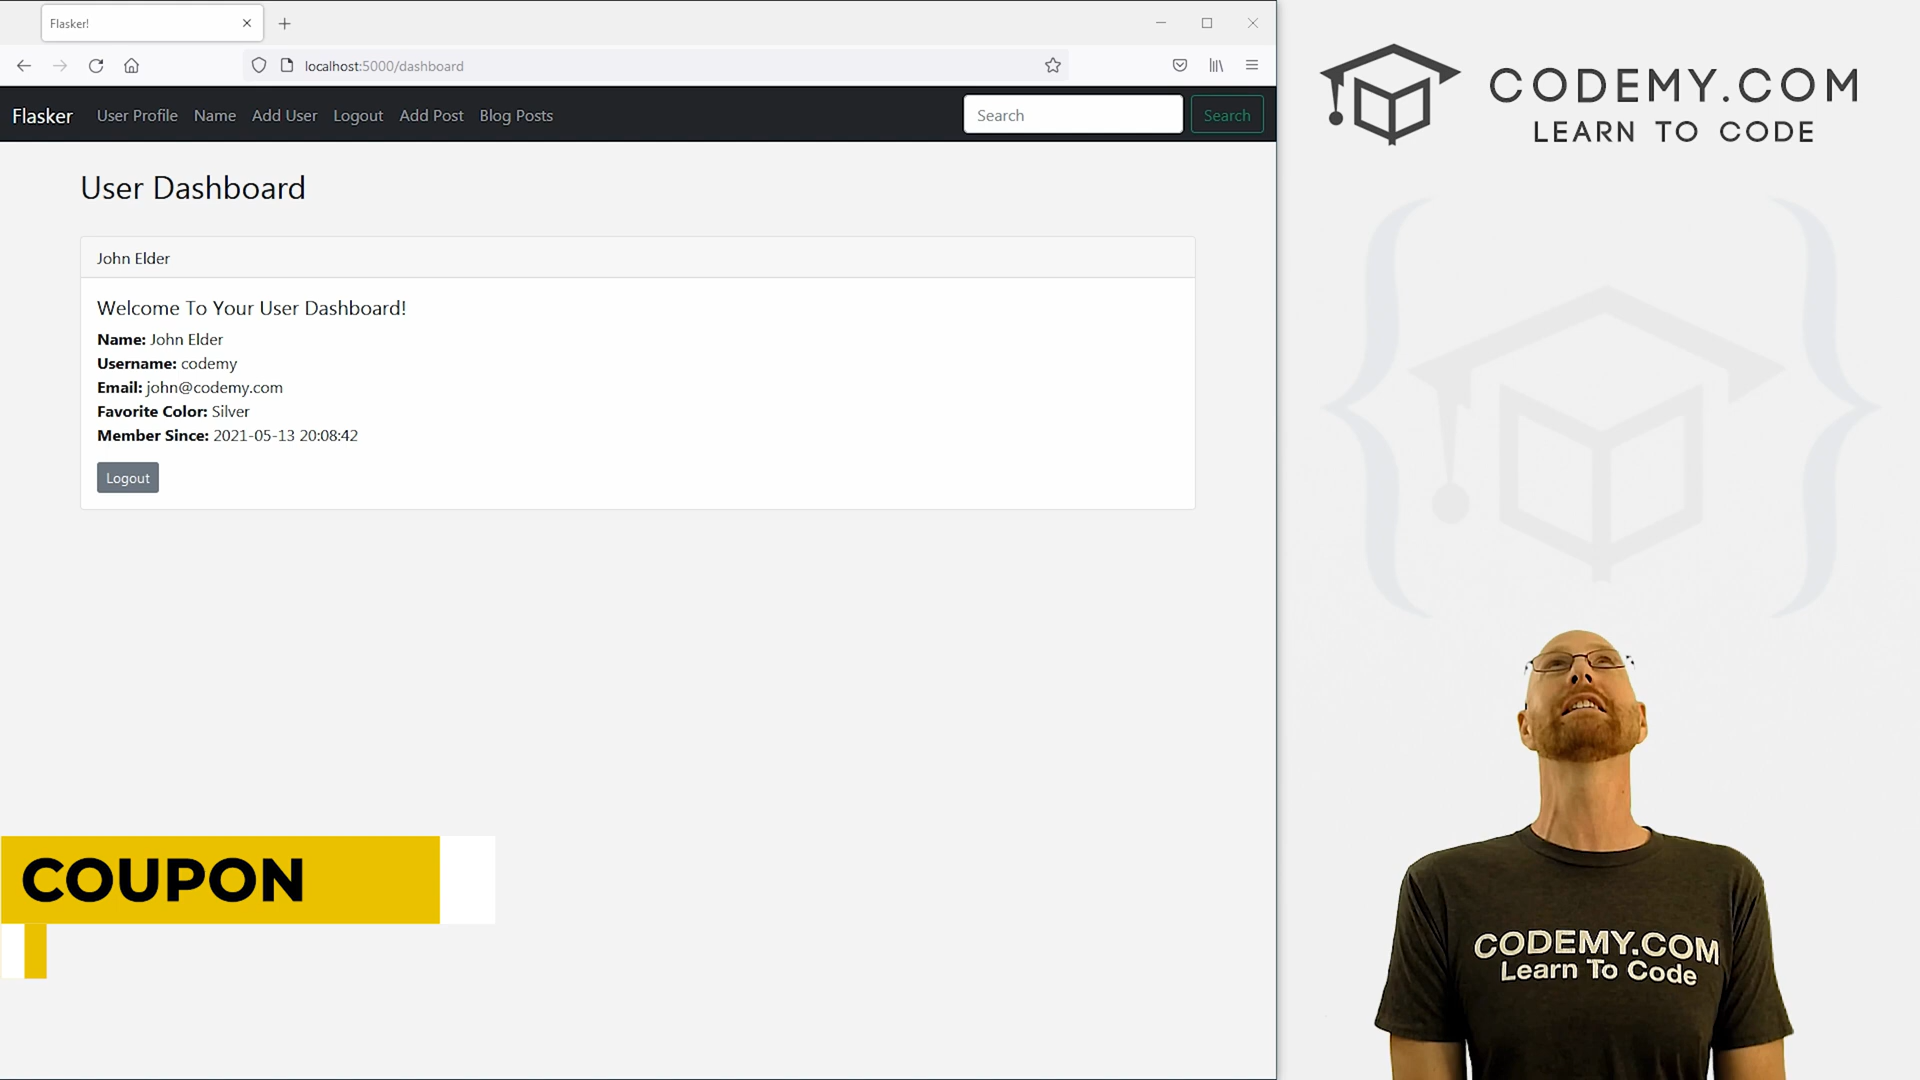 Flasker!
localhost:5000/dashboard
Flasker User Profile Name Add User Logout Add Post Blog Posts Search Search
User Dashboard
John Elder
Welcome To Your User Dashboard!
Name: John Elder
Username: codemy
Email: john@codemy.com
Favorite Color: Silver
Member Since: 2021-05-13 20:08:42
Logout
COUPON
CODEMY.COM
LEARN TO CODE
CODEMY.COM
Learn To Code